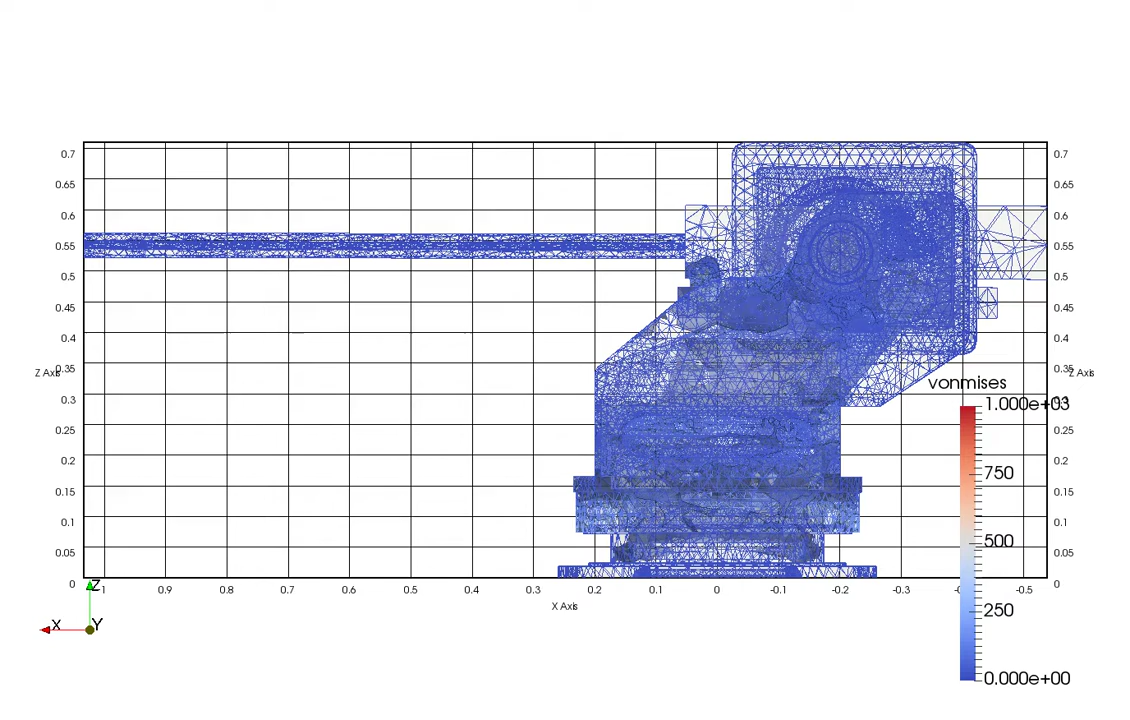 0.7 0.7
0.65 0.65
0.6 0.6
0.55 0.55
0.5 0.5
0.45 0.45
0.4 0.4
Z Axis 0.35 0.35 Z Axis
vonmises
0.3 0.3
1.000e+03
0.25 0.25
0.2 0.2
750
0.15 0.15
0.1 0.1
500
0.05 0.05
0 0
Z 1 0.9 0.8 0.7 0.6 0.5 0.4 0.3 0.2 0.1 0 -0.1 -0.2 -0.3 -0.5
X Axis
250
X Y
0.000e+00